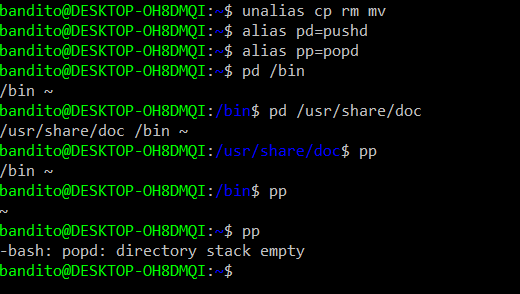 bandito@DESKTOP-OH8DMQI:~$ unalias cp rm mv
bandito@DESKTOP-OH8DMQI:~$ alias pd=pushd
bandito@DESKTOP-OH8DMQI:~$ alias pp=popd
bandito@DESKTOP-OH8DMQI:~$ pd /bin
/bin ~
bandito@DESKTOP-OH8DMQI:/bin$ pd /usr/share/doc
/usr/share/doc /bin ~
bandito@DESKTOP-OH8DMQI:/usr/share/doc$ pp
/bin ~
bandito@DESKTOP-OH8DMQI:/bin$ pp
~
bandito@DESKTOP-OH8DMQI:~$ pp
-bash: popd: directory stack empty
bandito@DESKTOP-OH8DMQI:~$